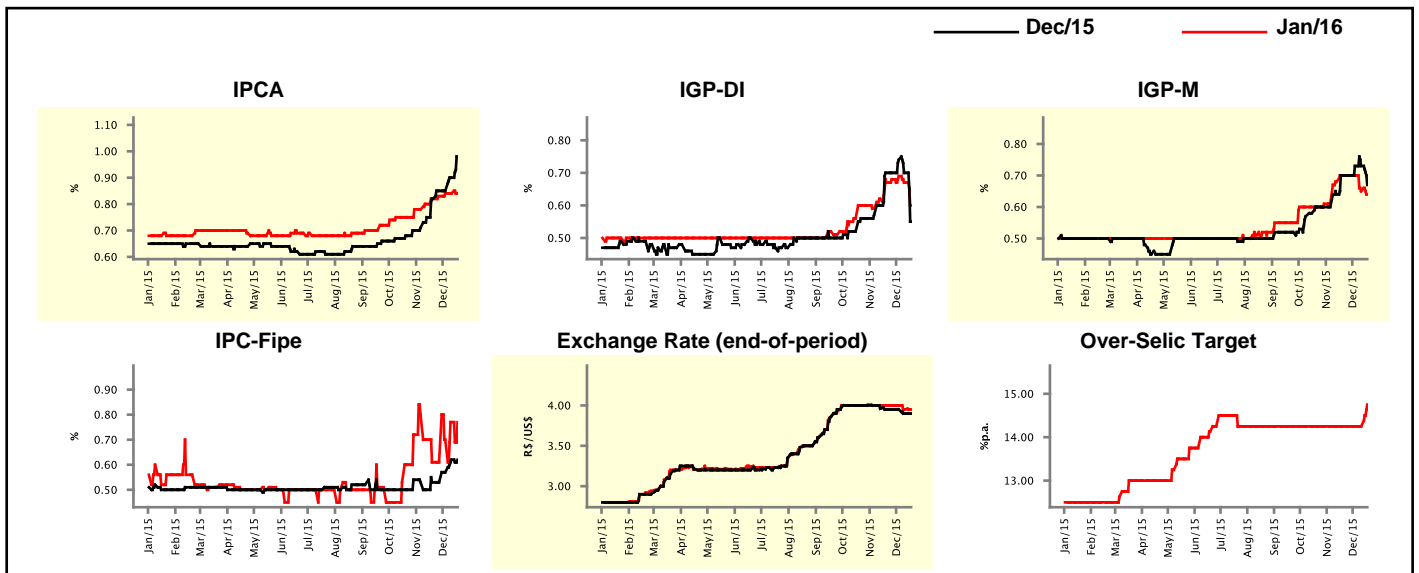 Dec/15 Jan/16
IPCA
%
1.10
1.00
0.90
0.80
0.70
0.60
Jan/15 Feb/15 Mar/15 Apr/15 May/15 Jun/15 Jul/15 Aug/15 Sep/15 Oct/15 Nov/15 Dec/15
IGP-DI
%
0.80
0.70
0.60
0.50
Jan/15 Feb/15 Mar/15 Apr/15 May/15 Jun/15 Jul/15 Aug/15 Sep/15 Oct/15 Nov/15 Dec/15
IGP-M
%
0.80
0.70
0.60
0.50
Jan/15 Feb/15 Mar/15 Apr/15 May/15 Jun/15 Jul/15 Aug/15 Sep/15 Oct/15 Nov/15 Dec/15
IPC-Fipe
%
0.90
0.80
0.70
0.60
0.50
Jan/15 Feb/15 Mar/15 Apr/15 May/15 Jun/15 Jul/15 Aug/15 Sep/15 Oct/15 Nov/15 Dec/15
Exchange Rate (end-of-period)
R$/US$
4.00
3.50
3.00
Jan/15 Feb/15 Mar/15 Apr/15 May/15 Jun/15 Jul/15 Aug/15 Sep/15 Oct/15 Nov/15 Dec/15
Over-Selic Target
%p.a.
15.00
14.00
13.00
Jan/15 Feb/15 Mar/15 Apr/15 May/15 Jun/15 Jul/15 Aug/15 Sep/15 Oct/15 Nov/15 Dec/15